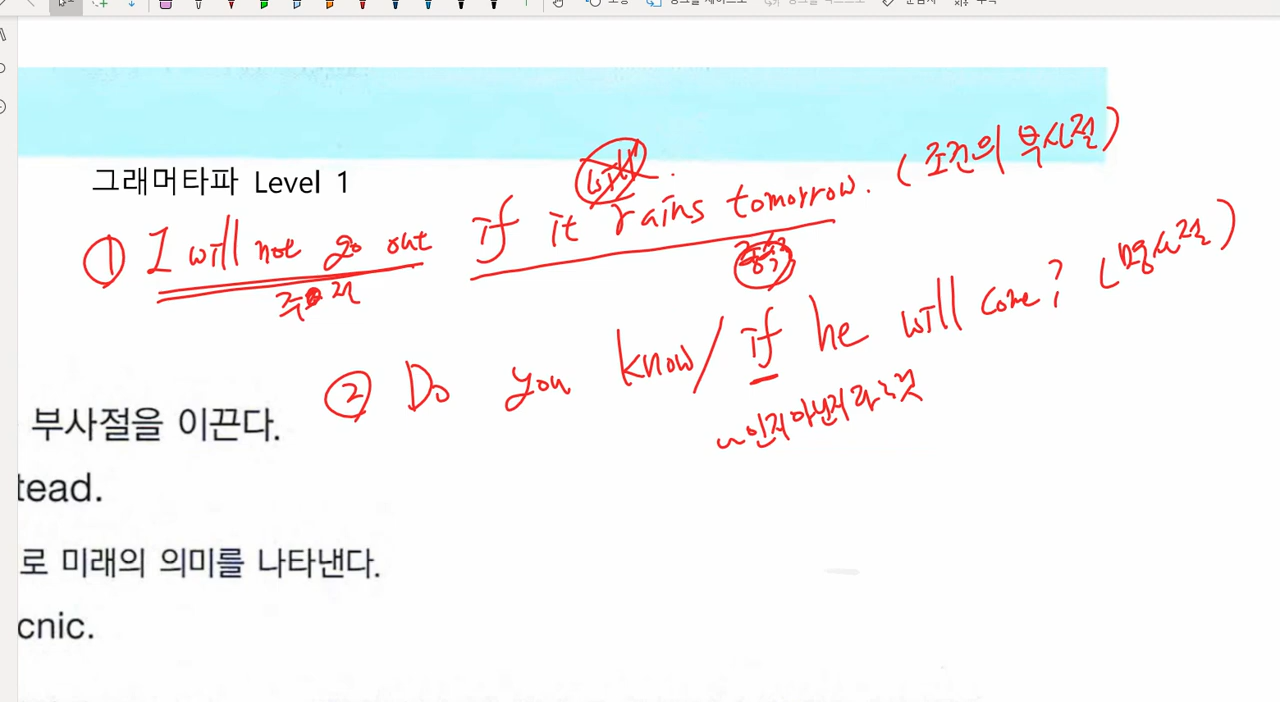 그래머타파 Level 1
will
① I will not go out if it rains tomorrow. (조건의 부사절)
주절
② Do you know/if he will come? (명사절)
~인지 아닌지 라는 것
부사절을 이끈다.
tead.
로 미래의 의미를 나타낸다.
cnic.